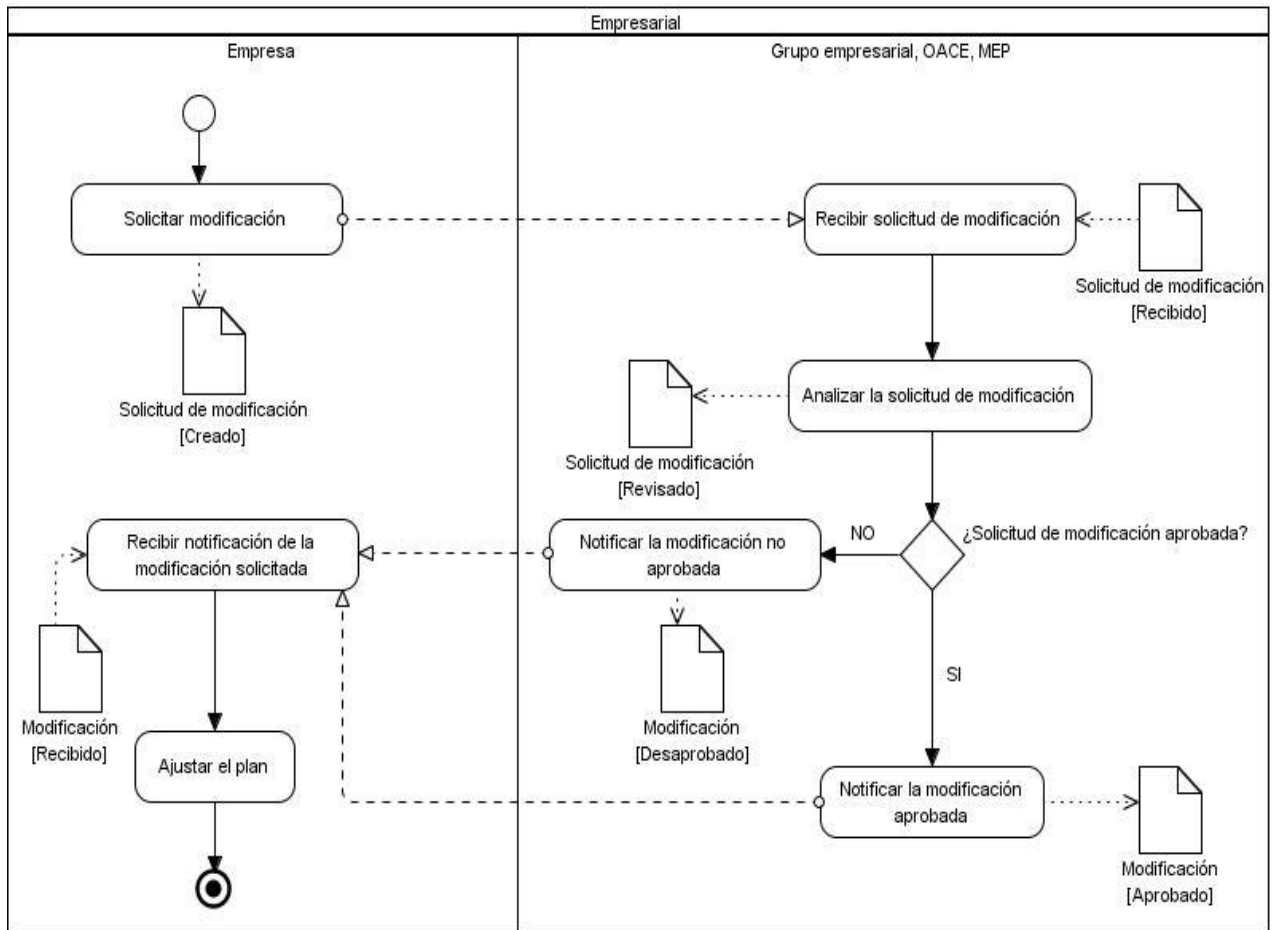 Empresarial
Empresa
Grupo empresarial, OACE, MEP
Solicitar modificación
Recibir solicitud de modificación
Solicitud de modificación
[Recibido]
Solicitud de modificación
[Creado]
Analizar la solicitud de modificación
Solicitud de modificación
[Revisado]
Recibir notificación de la
modificación solicitada
Notificar la modificación no
aprobada
NO
¿Solicitud de modificación aprobada?
SI
Modificación
[Recibido]
Modificación
[Desaprobado]
Ajustar el plan
Notificar la modificación
aprobada
Modificación
[Aprobado]